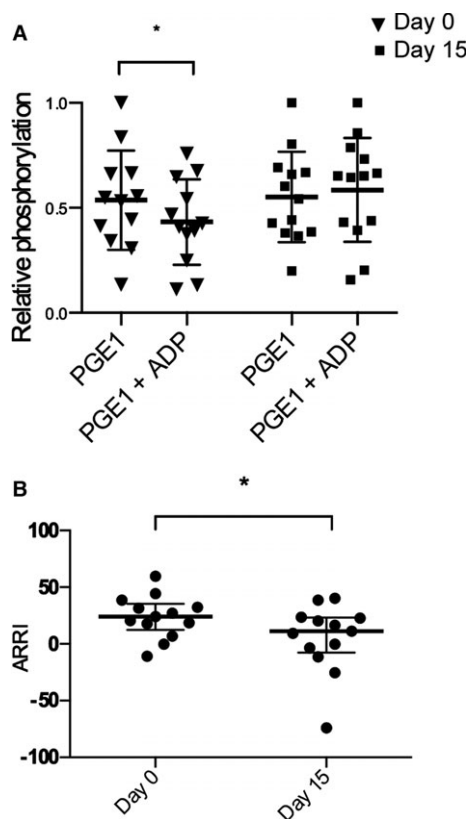 A
*
▼ Day 0
■ Day 15
Relative phosphorylation
1.0
0.5
0.0
PGE1
PGE1 + ADP
PGE1
PGE1 + ADP
B
*
ARRI
100
50
0
-50
-100
Day 0
Day 15